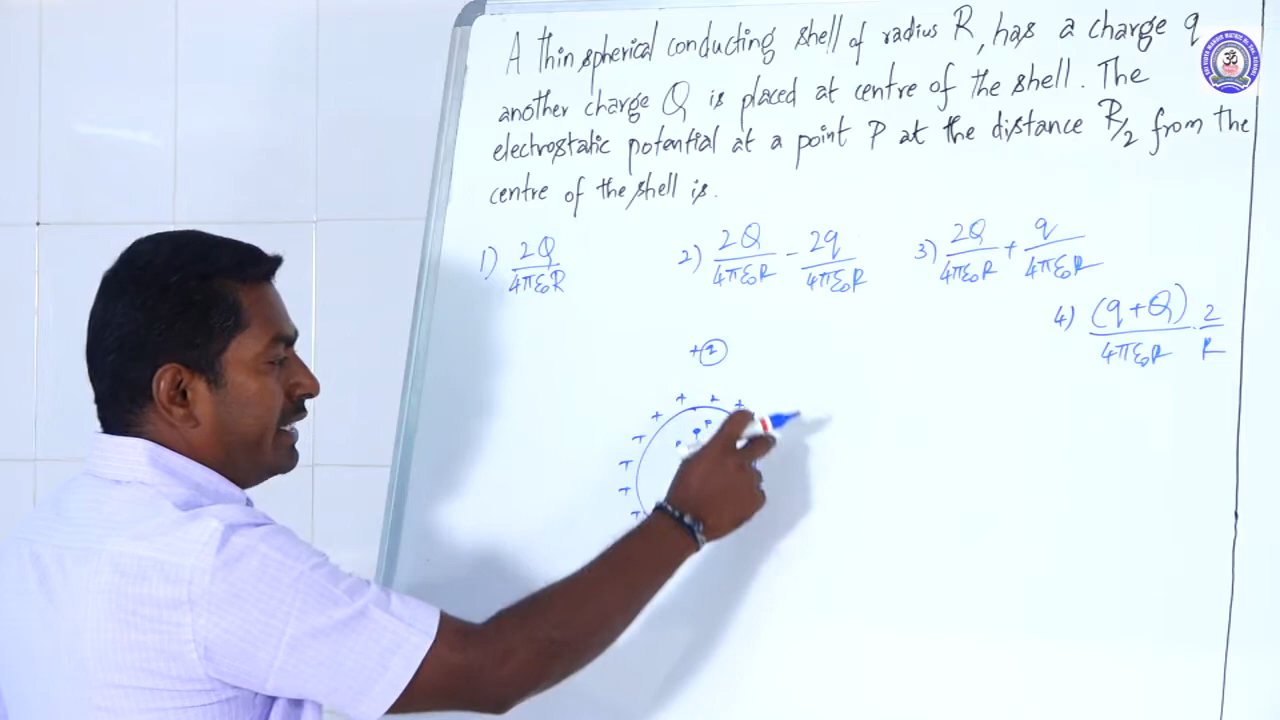 A thin spherical conducting shell of radius R, has a charge q
another charge Q is placed at centre of the shell. The
electrostatic potential at a point P at the distance R/2 from the
centre of the shell is.
1) 2Q/4πε₀R 2) 2Q/4πε₀R - 2q/4πε₀R 3) 2Q/4πε₀R + q/4πε₀R
4) (q+Q)/4πε₀R · 2/R